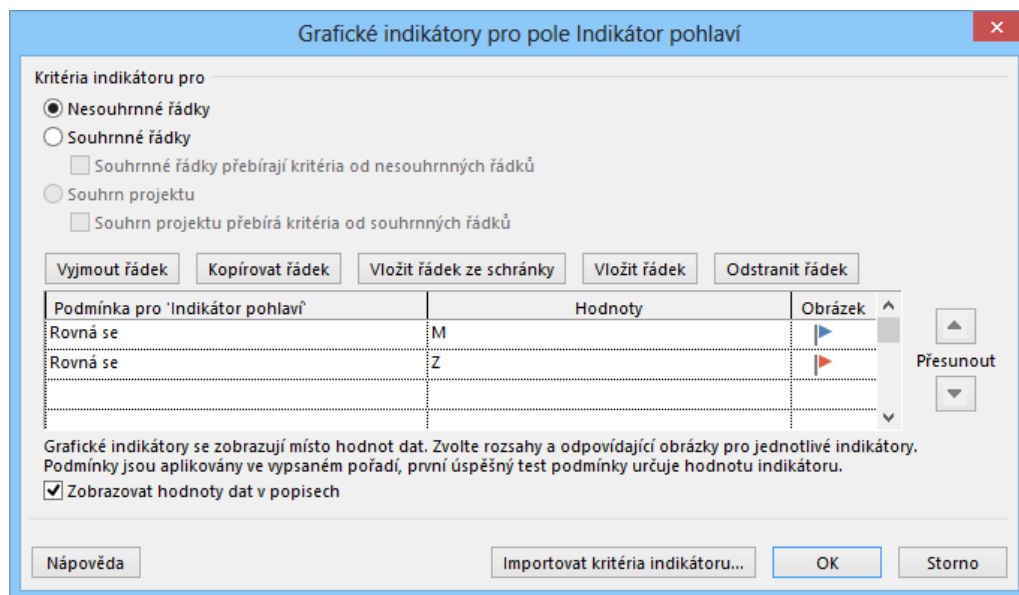 Grafické indikátory pro pole Indikátor pohlaví
Kritéria indikátoru pro
Nesouhrnné řádky
Souhrnné řádky
Souhrnné řádky přebírají kritéria od nesouhrnných řádků
Souhrn projektu
Souhrn projektu přebírá kritéria od souhrnných řádků
Vyjmout řádek Kopírovat řádek Vložit řádek ze schránky Vložit řádek Odstranit řádek
Podmínka pro 'Indikátor pohlaví' Hodnoty Obrázek
Rovná se M
Rovná se Z
Přesunout
Grafické indikátory se zobrazují místo hodnot dat. Zvolte rozsahy a odpovídající obrázky pro jednotlivé indikátory.
Podmínky jsou aplikovány ve vypsaném pořadí, první úspěšný test podmínky určuje hodnotu indikátoru.
Zobrazovat hodnoty dat v popisech
Nápověda Importovat kritéria indikátoru... OK Storno